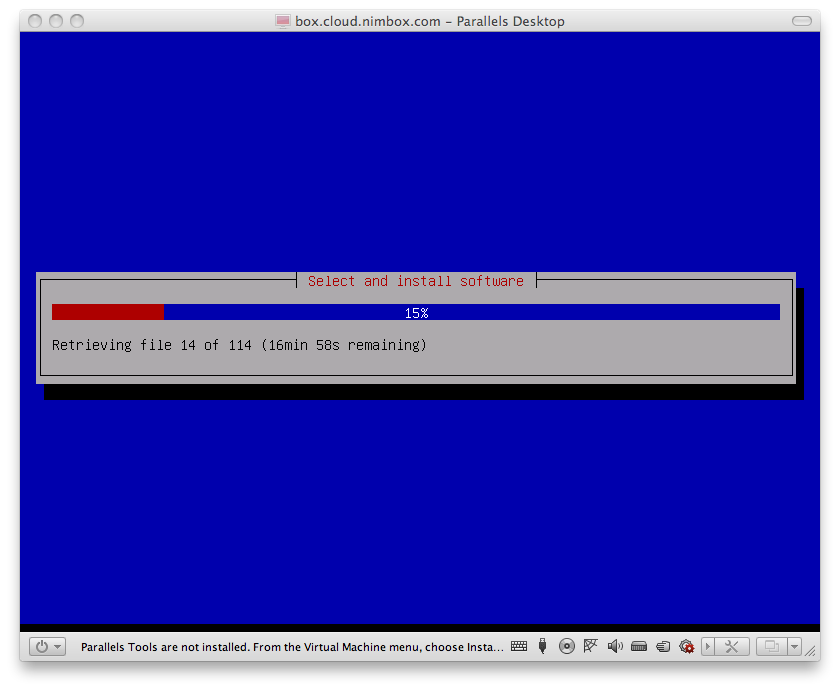 box.cloud.nimbox.com – Parallels Desktop
Select and install software
15%
Retrieving file 14 of 114 (16min 58s remaining)
Parallels Tools are not installed. From the Virtual Machine menu, choose Insta...